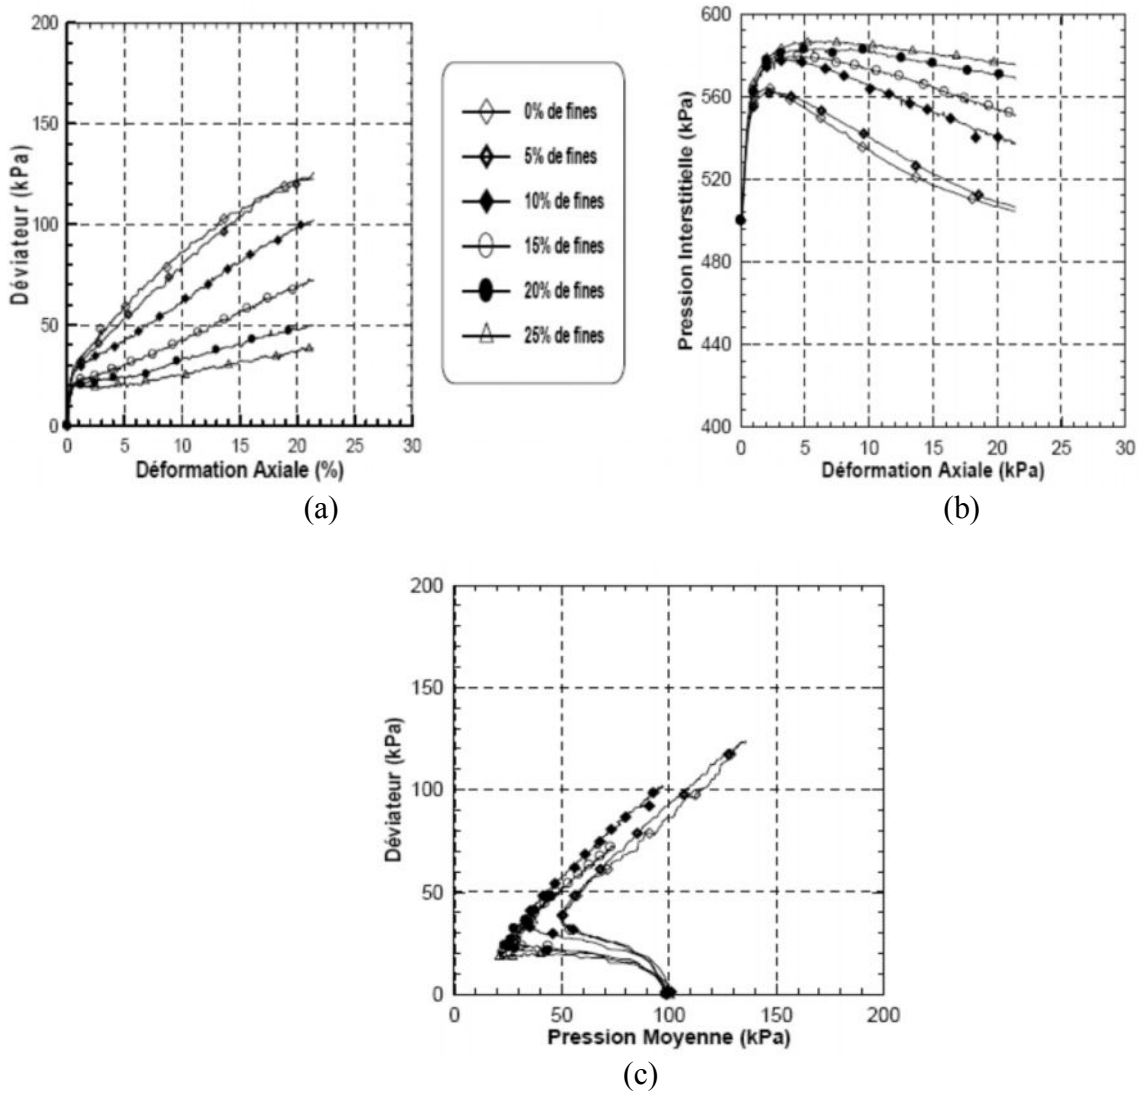 200
150
100
50
0
Déviateur (kPa)
0 5 10 15 20 25 30
Déformation Axiale (%)
(a)
0% de fines
5% de fines
10% de fines
15% de fines
20% de fines
25% de fines
600
560
520
480
440
400
Pression Interstitielle (kPa)
0 5 10 15 20 25 30
Déformation Axiale (kPa)
(b)
200
150
100
50
0
Déviateur (kPa)
0 50 100 150 200
Pression Moyenne (kPa)
(c)